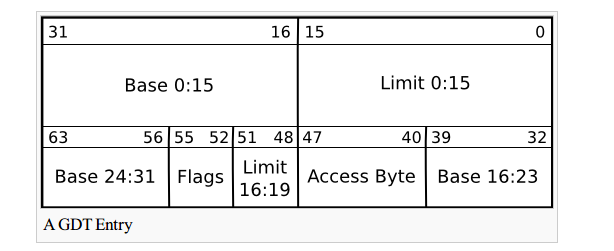 31 16 15 0
Base 0:15 Limit 0:15
63 56 55 52 51 48 47 40 39 32
Base 24:31 Flags Limit 16:19 Access Byte Base 16:23
A GDT Entry